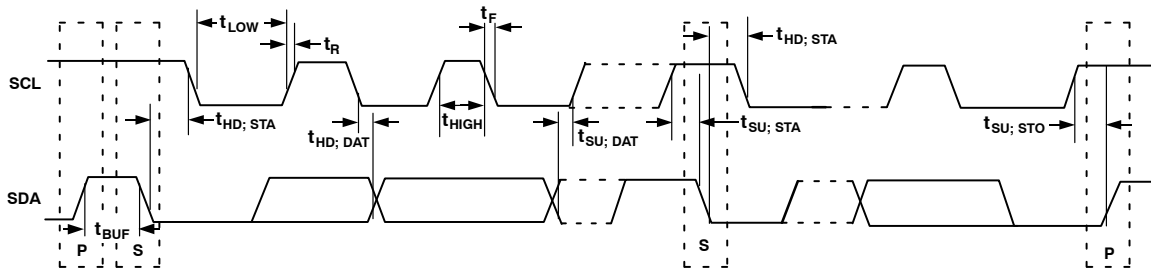 tLOW
tR
tF
tHD; STA
SCL
tHD; STA
tHD; DAT
tHIGH
tSU; DAT
tSU; STA
tSU; STO
SDA
tBUF
P
S
S
P